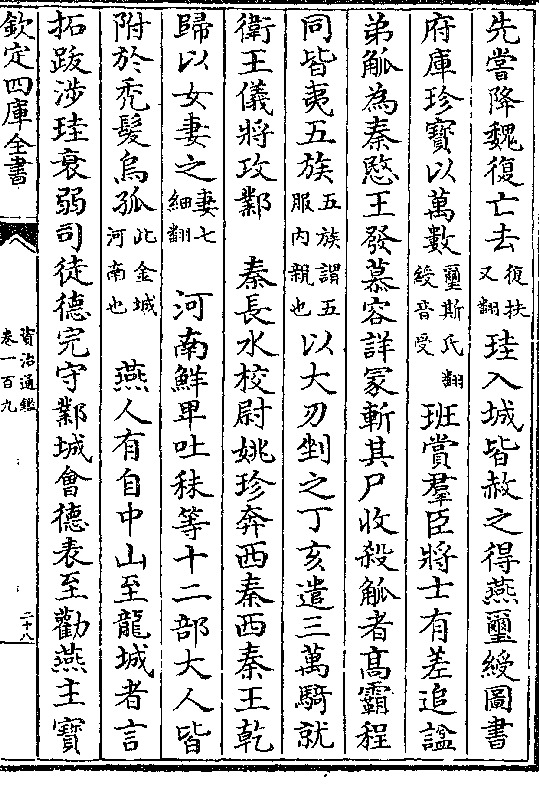 先嘗降魏復亡去復扶又翻珪入城皆赦之得燕璽綬圖書
府庫珍寶以萬數璽斯氏翻綬音受班賞羣臣將士有差追諡
弟觚為秦愍王發慕容詳冢斬其尸收殺觚者髙霸程
同皆夷五族五族謂五服内親也以大刃剉之丁亥遣三萬騎就
衛王儀將攻鄴 秦長水校尉姚珍奔西秦西秦王乾
歸以女妻之妻七細翻 河南鮮卑吐秣等十二部大人皆
附於禿髮烏孤此金城河南也 燕人有自中山至龍城者言
拓跋涉珪衰弱司徒德完守鄴城會德表至勸燕主寶
欽定四庫全書
資治通鑑
卷一百九
二十八